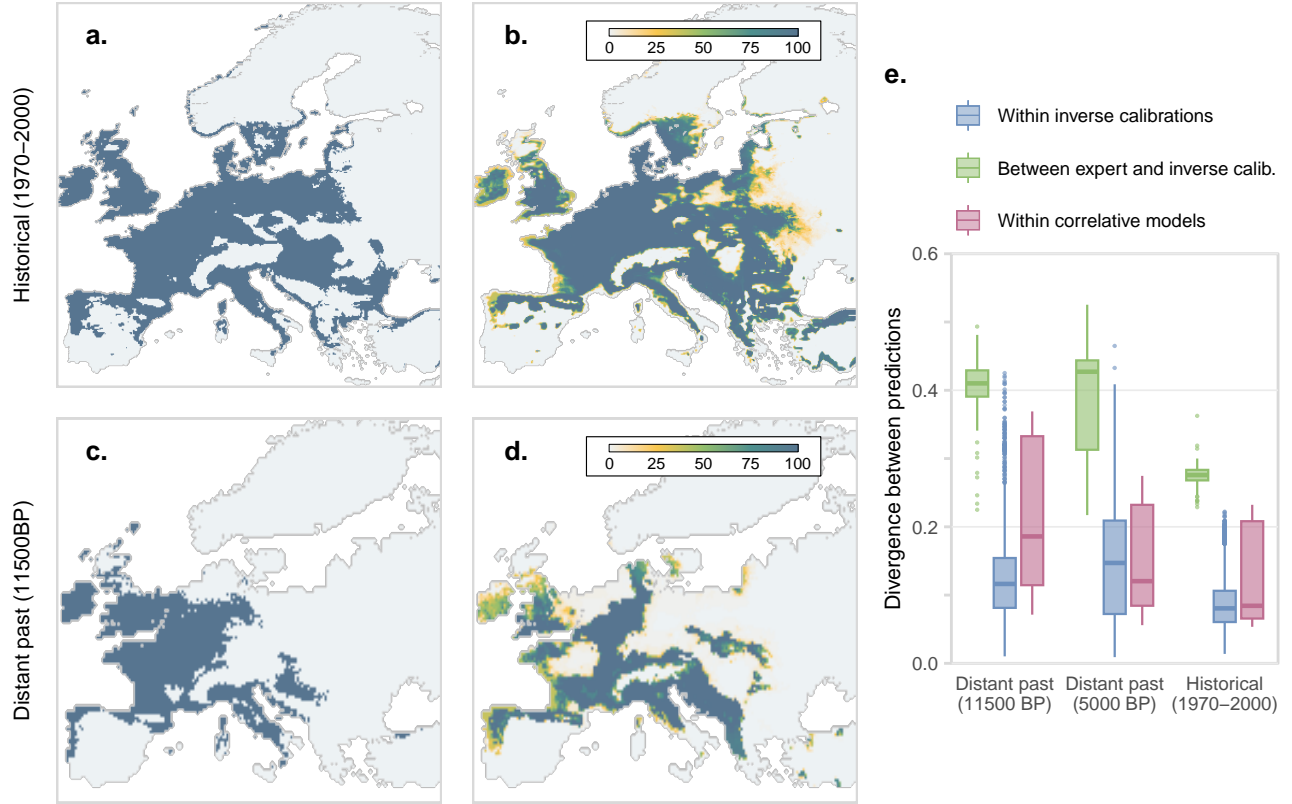 a.
b.
0 25 50 75 100
Historical (1970–2000)
c.
d.
0 25 50 75 100
Distant past (11500BP)
e.
Within inverse calibrations
Between expert and inverse calib.
Within correlative models
Divergence between predictions
0.6
0.4
0.2
0.0
Distant past
(11500 BP)
Distant past
(5000 BP)
Historical
(1970–2000)